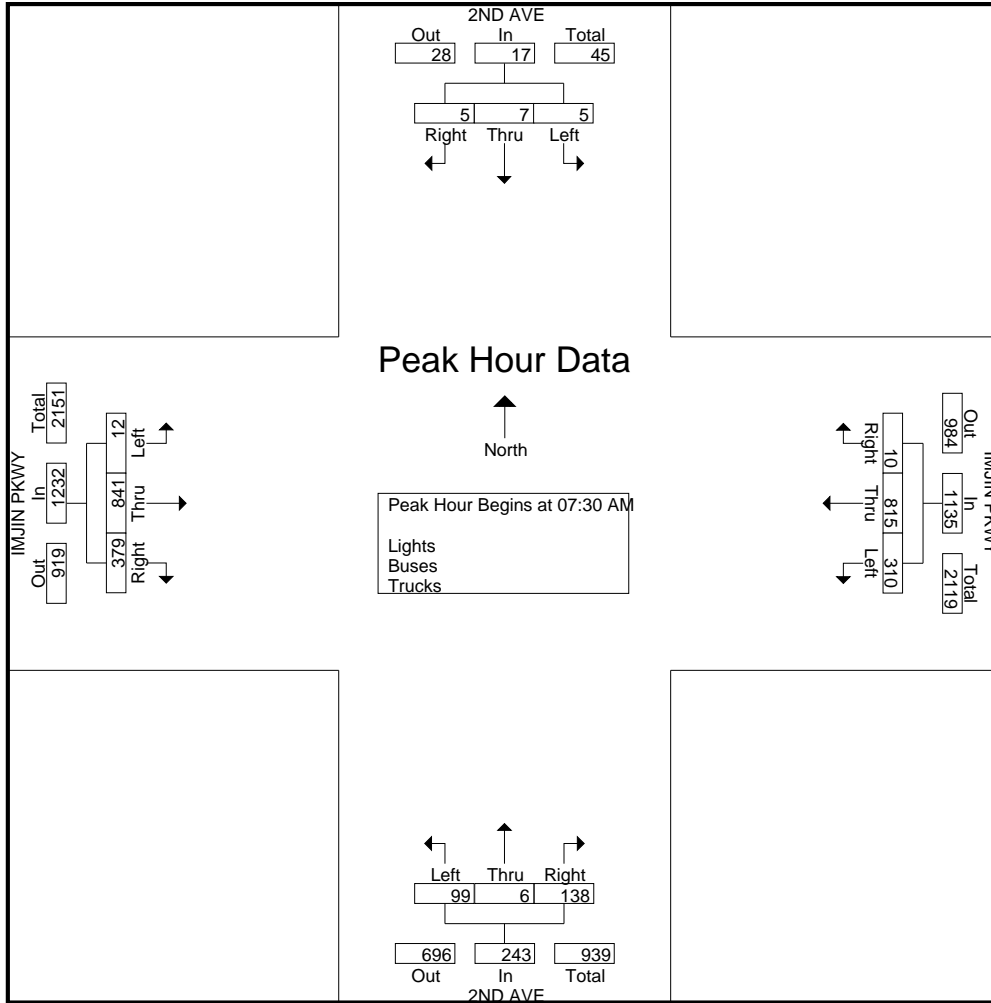 2ND AVE
Out In Total
28 17 45
5 7 5
Right Thru Left
Peak Hour Data
North
Peak Hour Begins at 07:30 AM
Lights
Buses
Trucks
IMJIN PKWY
Out In Total
919 1232 2151
379 841 12
Right Thru Left
IMJIN PKWY
Out In Total
984 1135 2119
10 815 310
Right Thru Left
Left Thru Right
99 6 138
696 243 939
Out In Total
2ND AVE